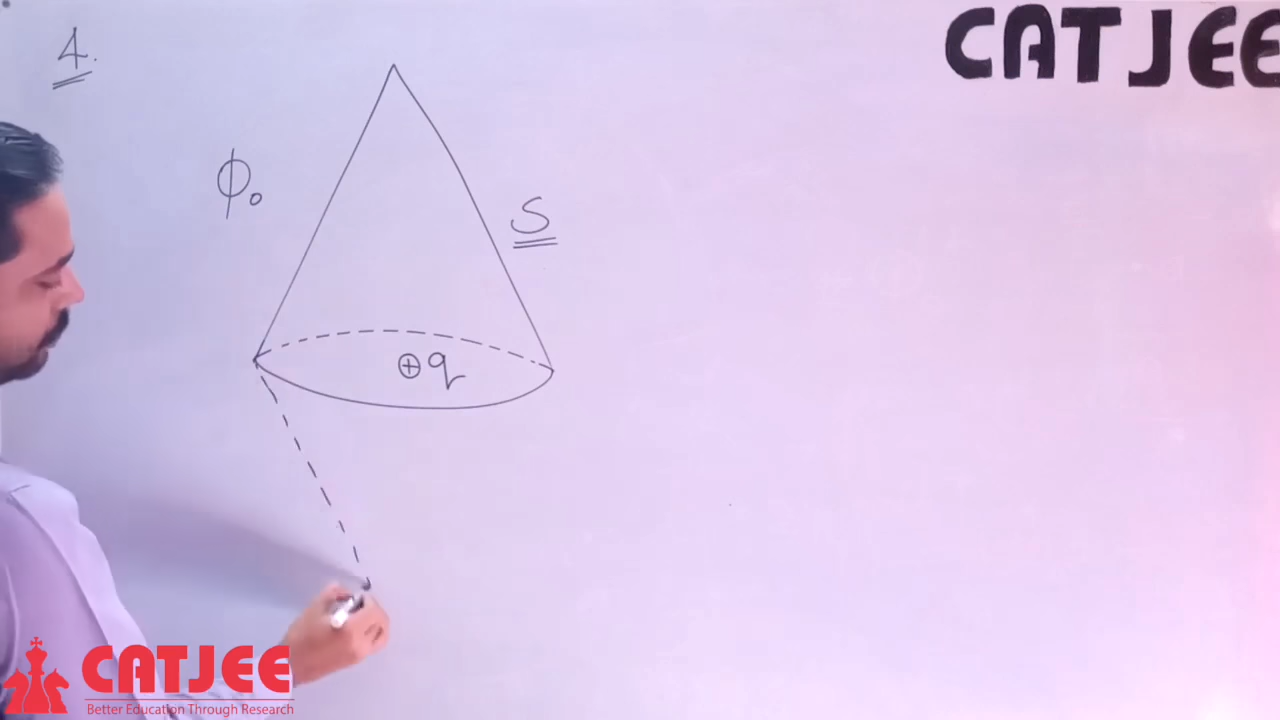 4.
CATJEE
ϕ₀
S
⊕q
CATJEE
Better Education Through Research